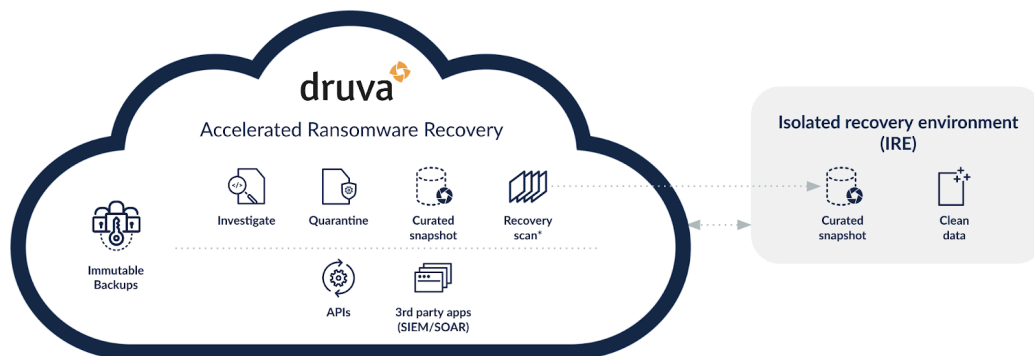 druva
Accelerated Ransomware Recovery
Isolated recovery environment
(IRE)
Immutable
Backups
Investigate
Quarantine
Curated
snapshot
Recovery
scan*
APIs
3rd party apps
(SIEM/SOAR)
Curated
snapshot
Clean
data